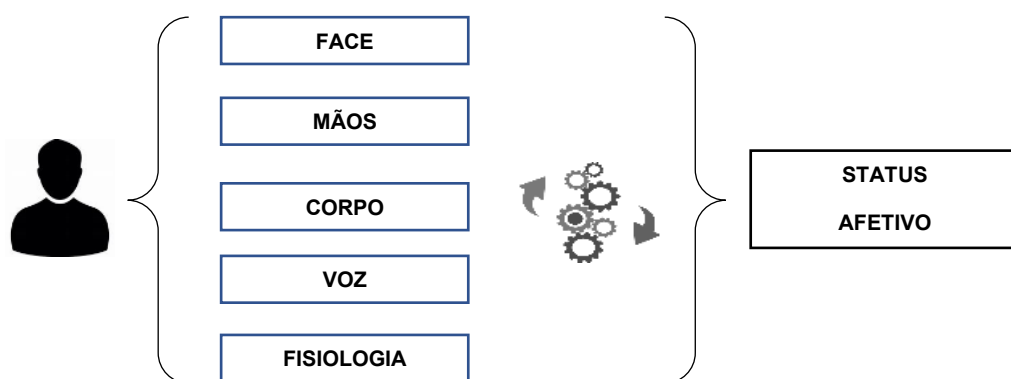 FACE
MÃOS
CORPO
VOZ
FISIOLOGIA
STATUS
AFETIVO